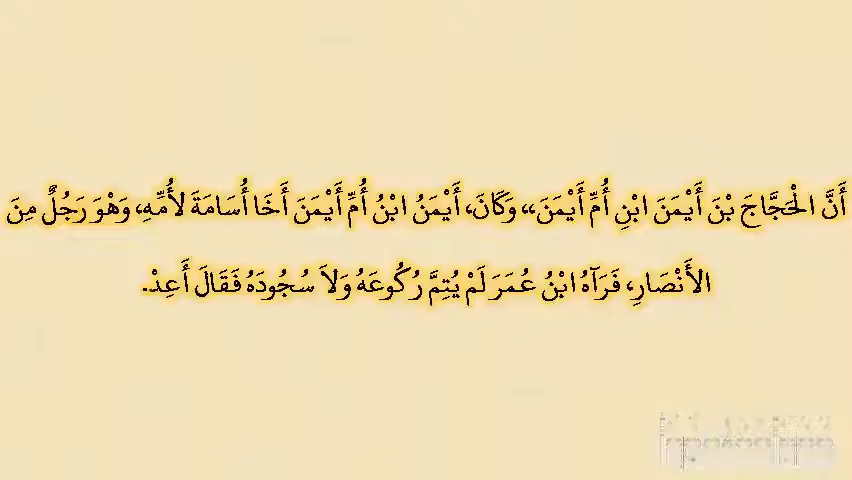 أَنَّ الْحَجَّاجَ بْنَ أَيْمَنَ ابْنِ أُمِّ أَيْمَنَ،، وَكَانَ، أَيْمَنُ ابْنُ أُمِّ أَيْمَنَ أَخَا أُسَامَةَ لأُمِّهِ، وَهْوَ رَجُلٌ مِنَ
الأَنْصَارِ، فَرَآهُ ابْنُ عُمَرَ لَمْ يُتِمَّ رُكُوعَهُ وَلاَ سُجُودَهُ فَقَالَ أَعِدْ.